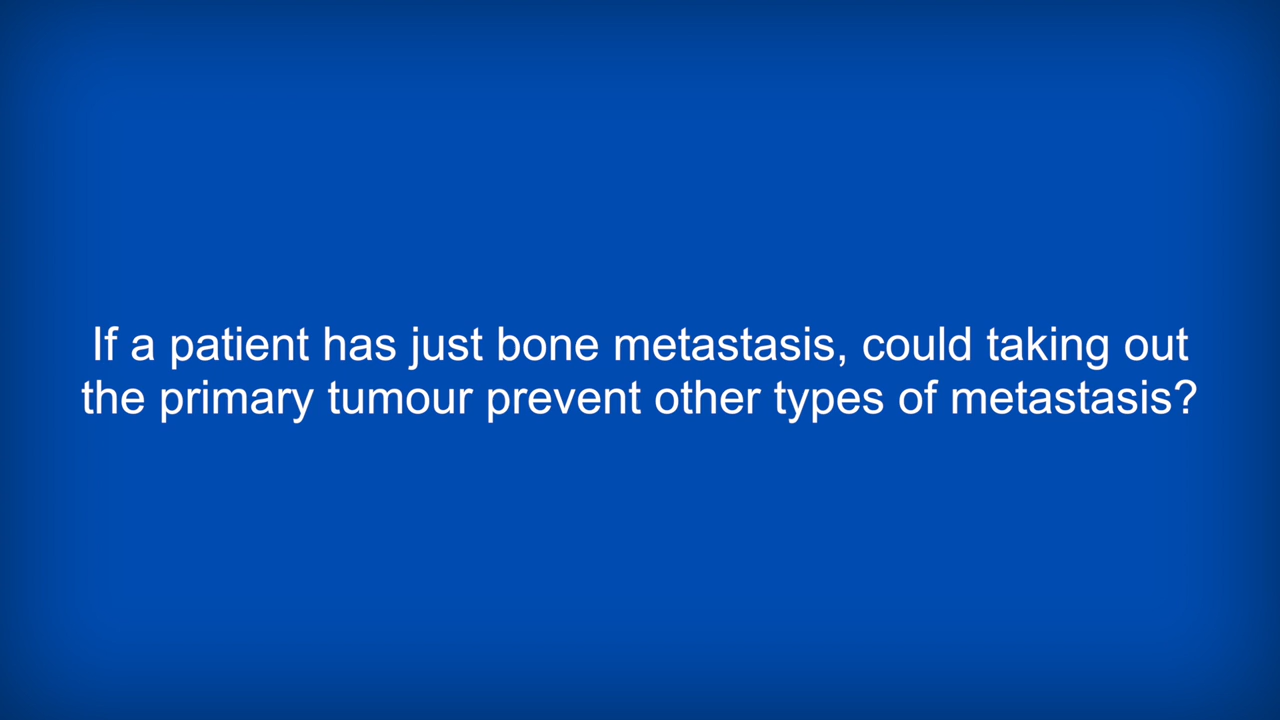 If a patient has just bone metastasis, could taking out
the primary tumour prevent other types of metastasis?